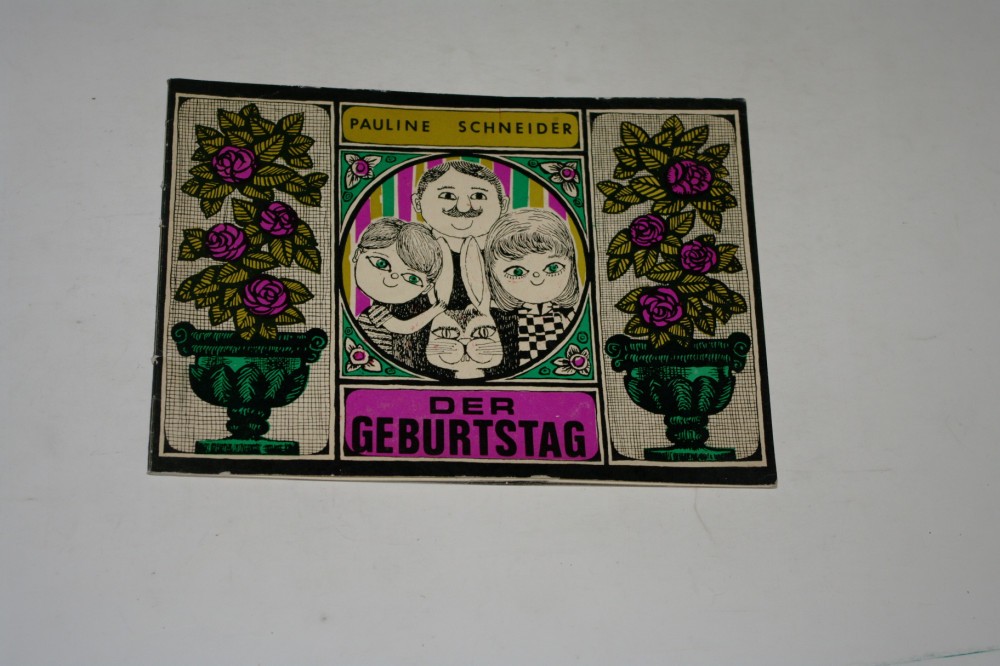 PAULINE SCHNEIDER
DER
GEBURTSTAG